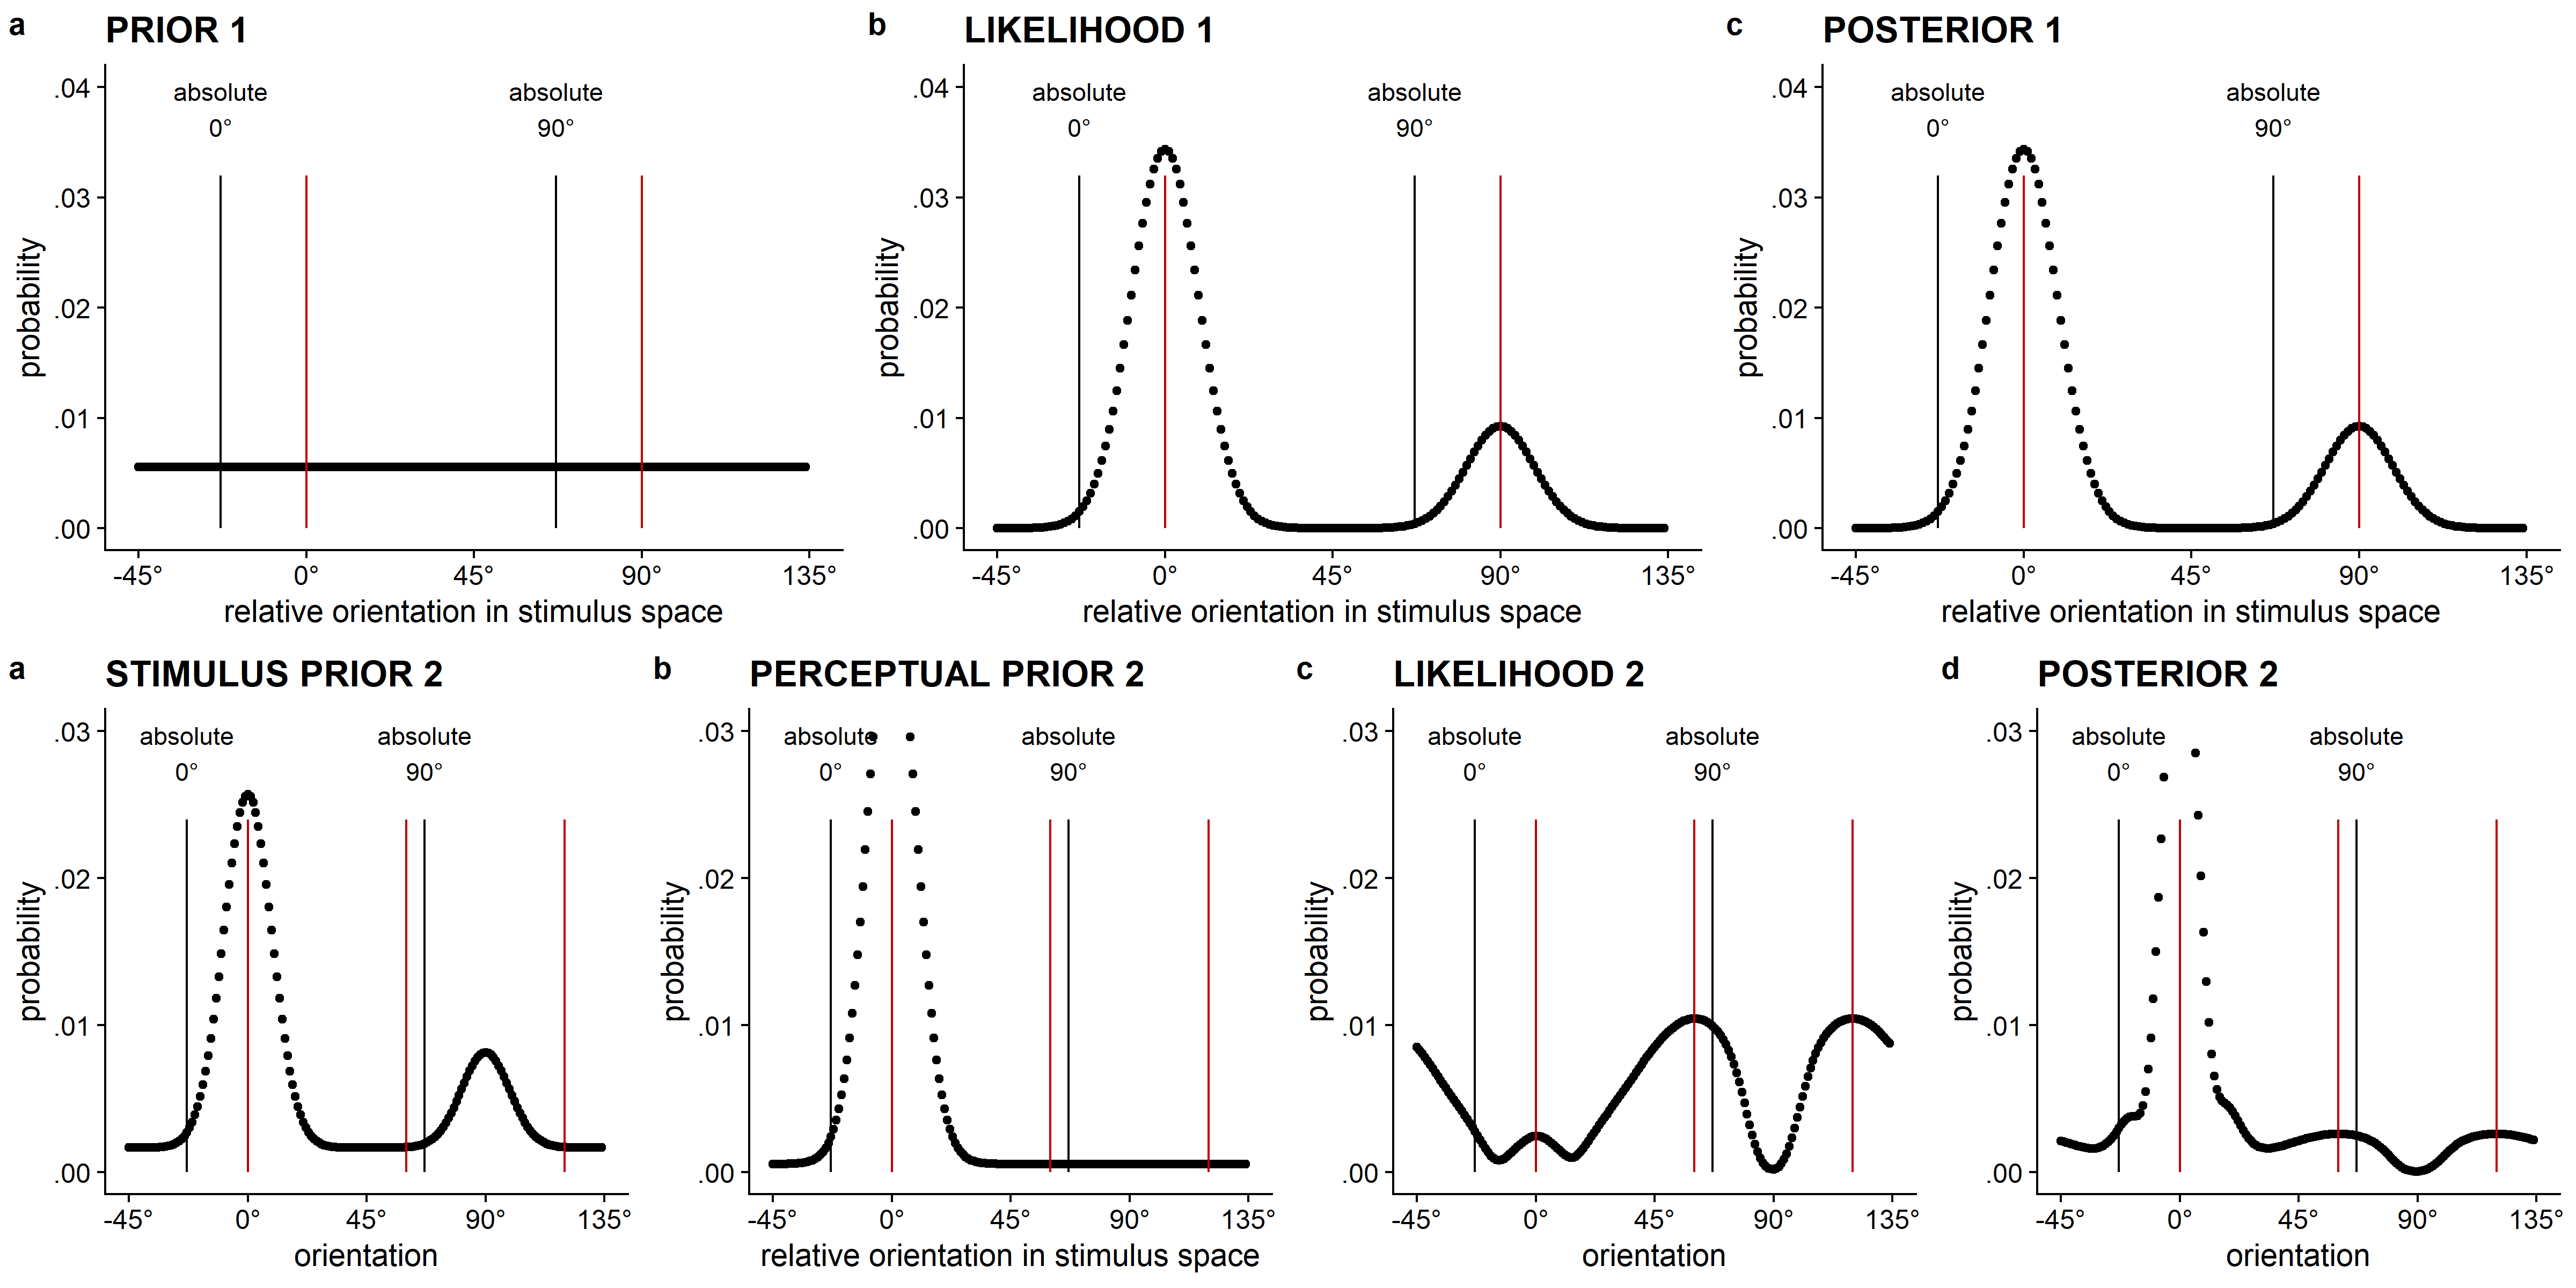 a PRIOR 1
absolute absolute
0° 90°
.04
.03
.02
.01
.00
probability
-45° 0° 45° 90° 135°
relative orientation in stimulus space
b LIKELIHOOD 1
absolute absolute
0° 90°
.04
.03
.02
.01
.00
probability
-45° 0° 45° 90° 135°
relative orientation in stimulus space
c POSTERIOR 1
absolute absolute
0° 90°
.04
.03
.02
.01
.00
probability
-45° 0° 45° 90° 135°
relative orientation in stimulus space
a STIMULUS PRIOR 2
absolute absolute
0° 90°
.03
.02
.01
.00
probability
-45° 0° 45° 90° 135°
orientation
b PERCEPTUAL PRIOR 2
absolute absolute
0° 90°
.03
.02
.01
.00
probability
-45° 0° 45° 90° 135°
relative orientation in stimulus space
c LIKELIHOOD 2
absolute absolute
0° 90°
.03
.02
.01
.00
probability
-45° 0° 45° 90° 135°
orientation
d POSTERIOR 2
absolute absolute
0° 90°
.03
.02
.01
.00
probability
-45° 0° 45° 90° 135°
orientation